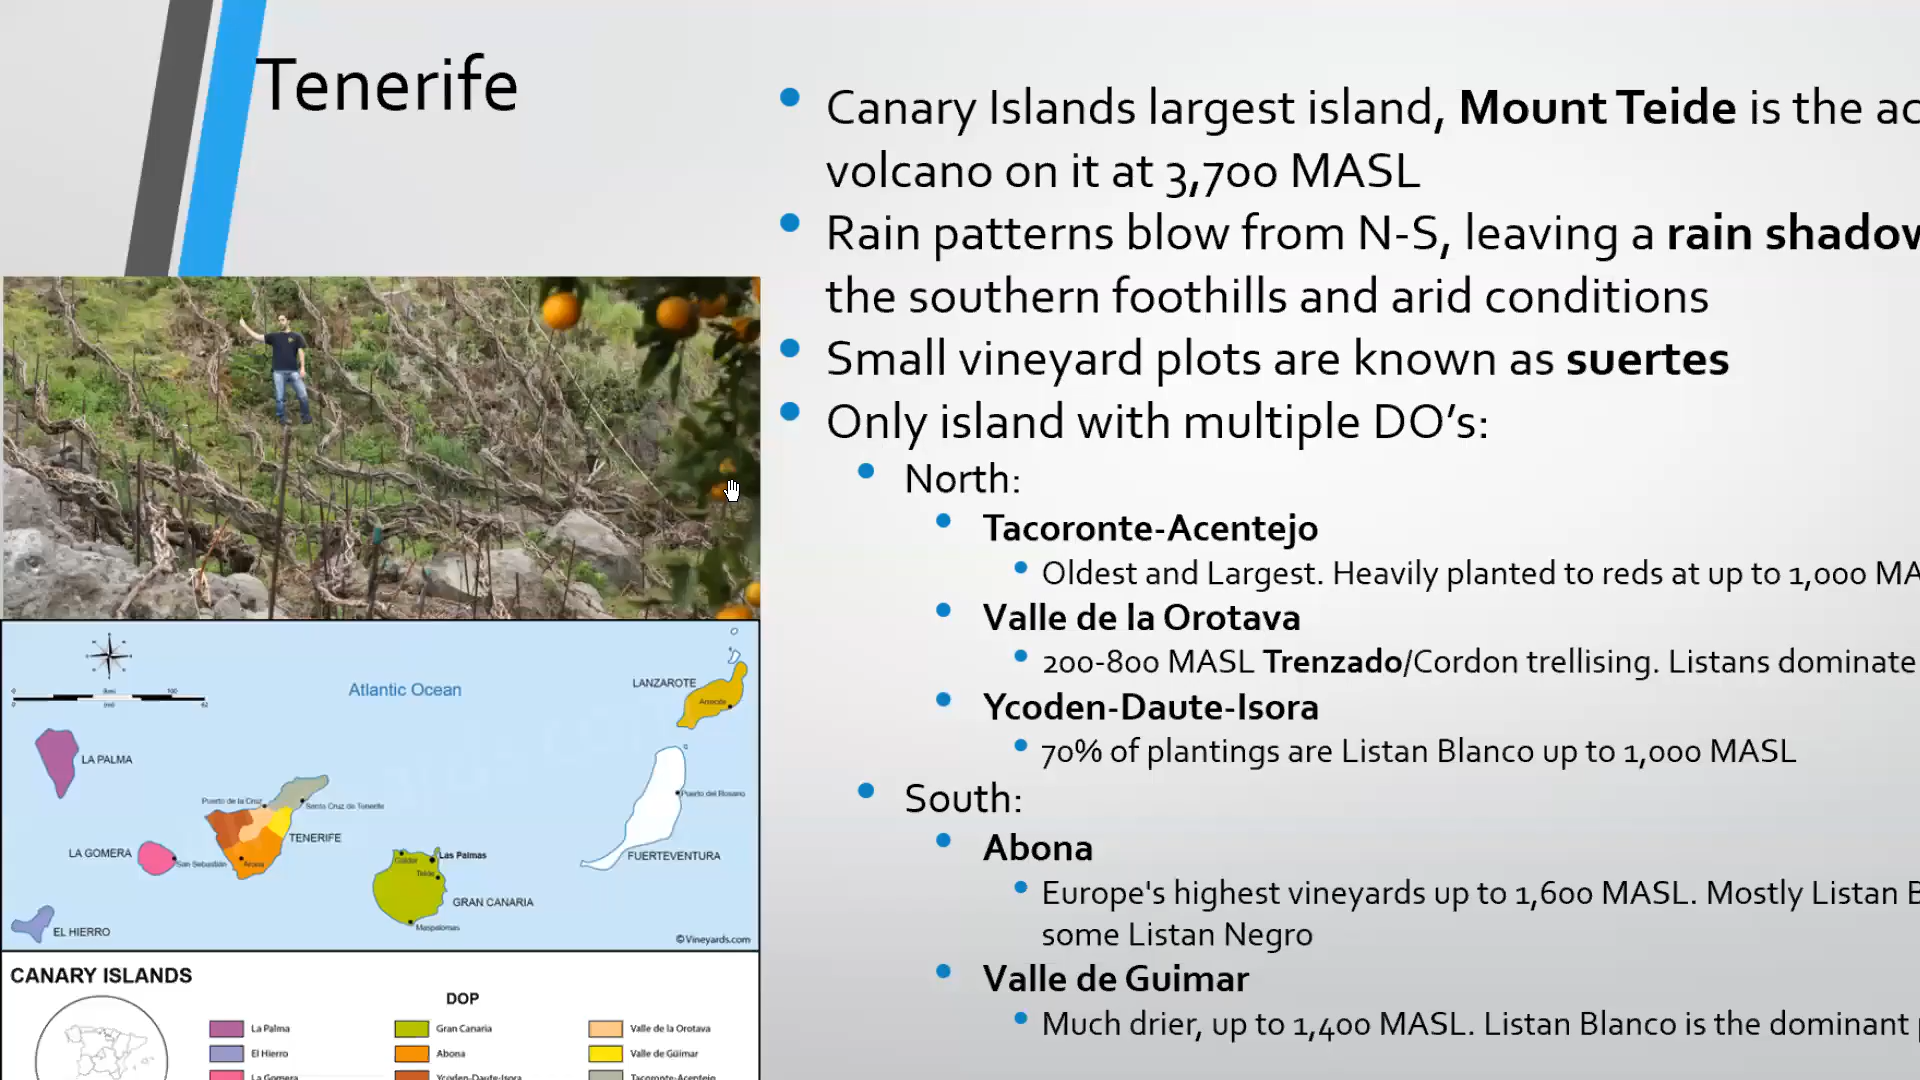 Tenerife
Canary Islands largest island, Mount Teide is the ac
volcano on it at 3,700 MASL
Rain patterns blow from N-S, leaving a rain shadow
the southern foothills and arid conditions
Small vineyard plots are known as suertes
Only island with multiple DO's:
North:
Tacoronte-Acentejo
Oldest and Largest. Heavily planted to reds at up to 1,000 MA
Valle de la Orotava
200-800 MASL Trenzado/Cordon trellising. Listans dominate
Ycoden-Daute-Isora
70% of plantings are Listan Blanco up to 1,000 MASL
South:
Abona
Europe's highest vineyards up to 1,600 MASL. Mostly Listan B
some Listan Negro
Valle de Guimar
Much drier, up to 1,400 MASL. Listan Blanco is the dominant p
Atlantic Ocean
LANZAROTE
Arrecife
LA PALMA
Puerto de la Cruz
Santa Cruz de Tenerife
Puerto del Rosario
TENERIFE
LA GOMERA
San Sebastián
Arona
Gáldar
Las Palmas
Telde
FUERTEVENTURA
GRAN CANARIA
Maspalomas
EL HIERRO
©Vineyards.com
CANARY ISLANDS
DOP
La Palma
Gran Canaria
Valle de la Orotava
El Hierro
Abona
Valle de Güímar
La Gomera
Ycoden-Daute-Isora
Tacoronte-Acentejo